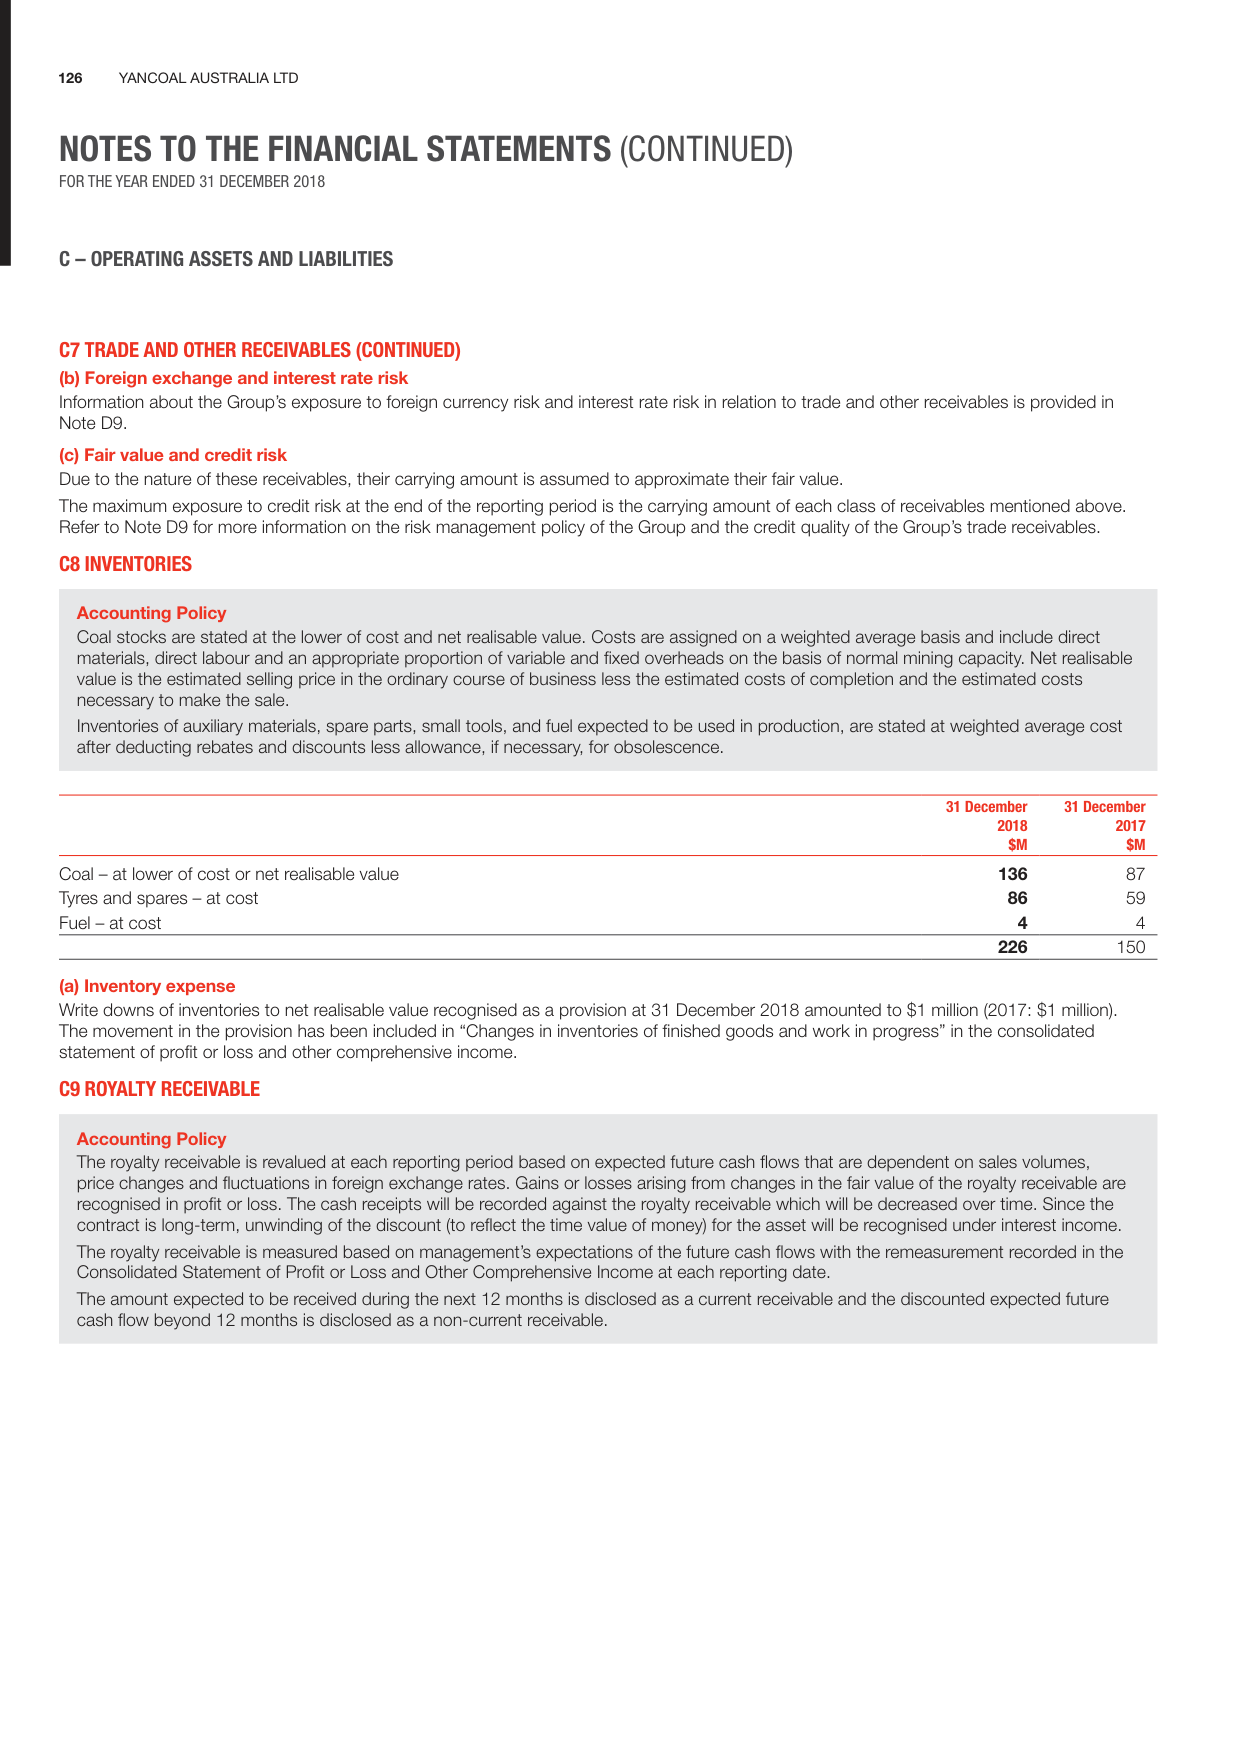 126 YANCOAL AUSTRALIA LTD
NOTES TO THE FINANCIAL STATEMENTS (CONTINUED)
FOR THE YEAR ENDED 31 DECEMBER 2018
C – OPERATING ASSETS AND LIABILITIES
C7 TRADE AND OTHER RECEIVABLES (CONTINUED)
(b) Foreign exchange and interest rate risk
Information about the Group’s exposure to foreign currency risk and interest rate risk in relation to trade and other receivables is provided in
Note D9.
(c) Fair value and credit risk
Due to the nature of these receivables, their carrying amount is assumed to approximate their fair value.
The maximum exposure to credit risk at the end of the reporting period is the carrying amount of each class of receivables mentioned above.
Refer to Note D9 for more information on the risk management policy of the Group and the credit quality of the Group’s trade receivables.
C8 INVENTORIES
Accounting Policy
Coal stocks are stated at the lower of cost and net realisable value. Costs are assigned on a weighted average basis and include direct
materials, direct labour and an appropriate proportion of variable and fixed overheads on the basis of normal mining capacity. Net realisable
value is the estimated selling price in the ordinary course of business less the estimated costs of completion and the estimated costs
necessary to make the sale.
Inventories of auxiliary materials, spare parts, small tools, and fuel expected to be used in production, are stated at weighted average cost
after deducting rebates and discounts less allowance, if necessary, for obsolescence.
31 December 31 December
2018 2017
$M $M
Coal – at lower of cost or net realisable value 136 87
Tyres and spares – at cost 86 59
Fuel – at cost 4 4
226 150
(a) Inventory expense
Write downs of inventories to net realisable value recognised as a provision at 31 December 2018 amounted to $1 million (2017: $1 million).
The movement in the provision has been included in “Changes in inventories of finished goods and work in progress” in the consolidated
statement of profit or loss and other comprehensive income.
C9 ROYALTY RECEIVABLE
Accounting Policy
The royalty receivable is revalued at each reporting period based on expected future cash flows that are dependent on sales volumes,
price changes and fluctuations in foreign exchange rates. Gains or losses arising from changes in the fair value of the royalty receivable are
recognised in profit or loss. The cash receipts will be recorded against the royalty receivable which will be decreased over time. Since the
contract is long-term, unwinding of the discount (to reflect the time value of money) for the asset will be recognised under interest income.
The royalty receivable is measured based on management’s expectations of the future cash flows with the remeasurement recorded in the
Consolidated Statement of Profit or Loss and Other Comprehensive Income at each reporting date.
The amount expected to be received during the next 12 months is disclosed as a current receivable and the discounted expected future
cash flow beyond 12 months is disclosed as a non-current receivable.